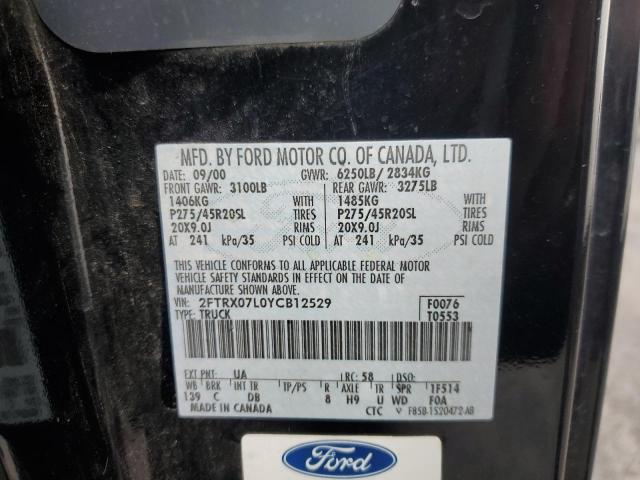 MFD. BY FORD MOTOR CO. OF CANADA, LTD.
DATE: 09/00 GVWR: 6250LB/ 2834KG
FRONT GAWR: 3100LB REAR GAWR: 3275LB
1406KG WITH 1485KG WITH
P275/45R20SL TIRES P275/45R20SL TIRES
20X9.0J RIMS 20X9.0J RIMS
AT 241 kPa/35 PSI COLD AT 241 kPa/35 PSI COLD
THIS VEHICLE CONFORMS TO ALL APPLICABLE FEDERAL MOTOR
VEHICLE SAFETY STANDARDS IN EFFECT ON THE DATE OF
MANUFACTURE SHOWN ABOVE.
VIN: 2FTRX07L0YCB12529 F0076
TYPE: TRUCK T0553
EXT PNT: UA RC: 58 DSO:
WB BRK INT TR TP/PS R AXLE TR SPR 1F514
139 C DB 8 H9 U WD F0A
MADE IN CANADA CTC F85B-1520472-AB
Ford